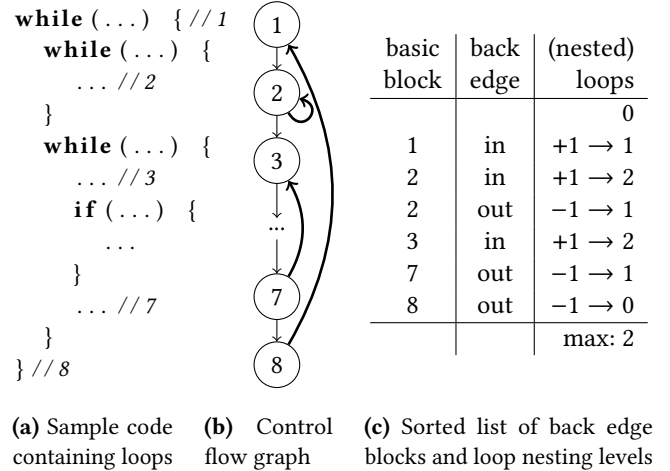 while (...) { // 1
while (...) {
... // 2
}
while (...) {
... //3
if (...) {
...
}
... // 7
}
} // 8
(a) Sample code
containing loops
1
2
3
...
7
8
(b) Control
flow graph
basic back (nested)
block edge loops
0
1 in +1 → 1
2 in +1 → 2
2 out −1 → 1
3 in +1 → 2
7 out −1 → 1
8 out −1 → 0
max: 2
(c) Sorted list of back edge
blocks and loop nesting levels